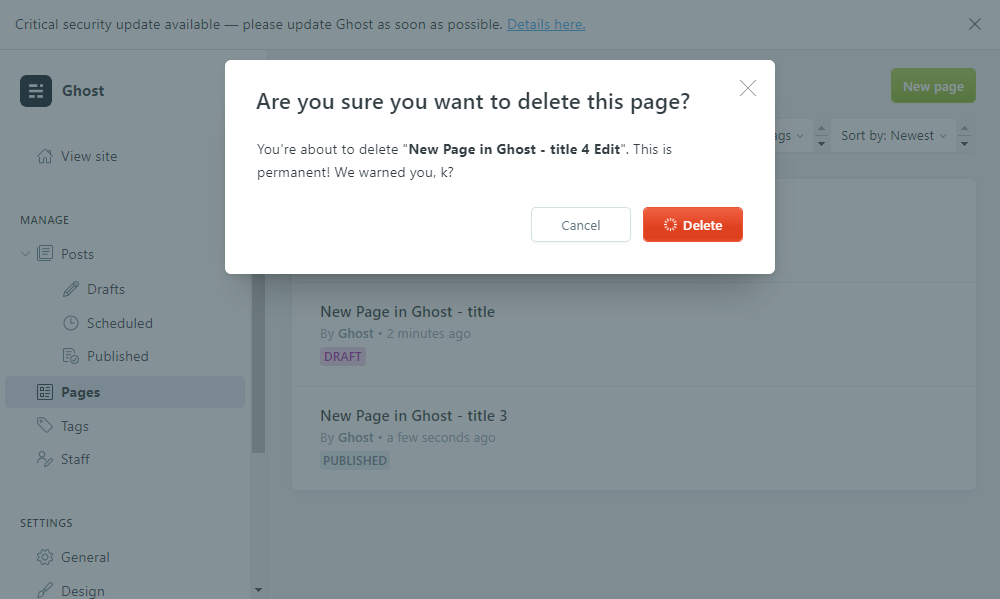 Critical security update available — please update Ghost as soon as possible. Details here.
Ghost
View site
MANAGE
Posts
Drafts
Scheduled
Published
Pages
Tags
Staff
SETTINGS
General
Design
New page
Sort by: Newest
Are you sure you want to delete this page?
You're about to delete "New Page in Ghost - title 4 Edit". This is
permanent! We warned you, k?
Cancel
Delete
New Page in Ghost - title
By Ghost • 2 minutes ago
DRAFT
New Page in Ghost - title 3
By Ghost • a few seconds ago
PUBLISHED